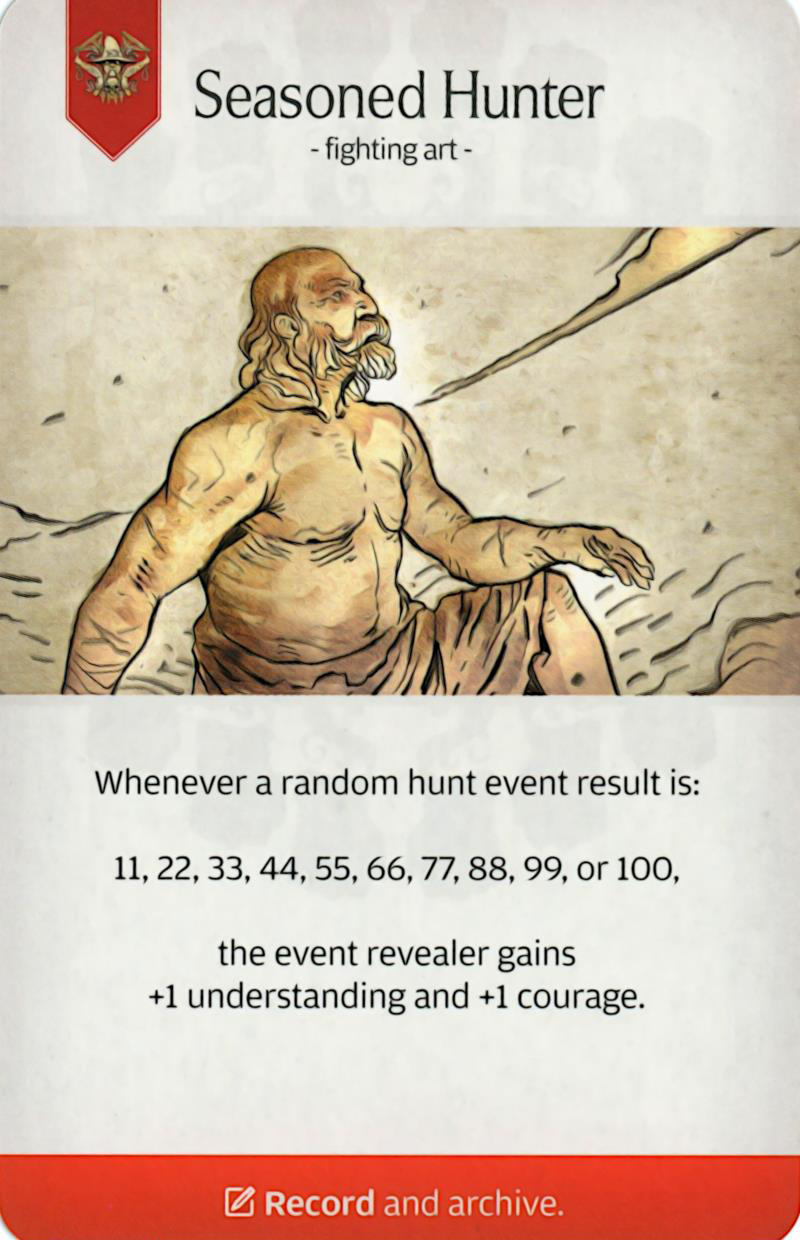 Seasoned Hunter
- fighting art -
Whenever a random hunt event result is:
11, 22, 33, 44, 55, 66, 77, 88, 99, or 100,
the event revealer gains
+1 understanding and +1 courage.
Record and archive.